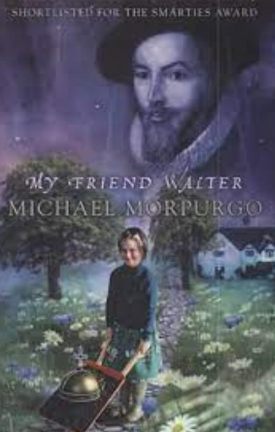 SHORTLISTED FOR THE SMARTIES AWARD
MY FRIEND WALTER
MICHAEL MORPURGO